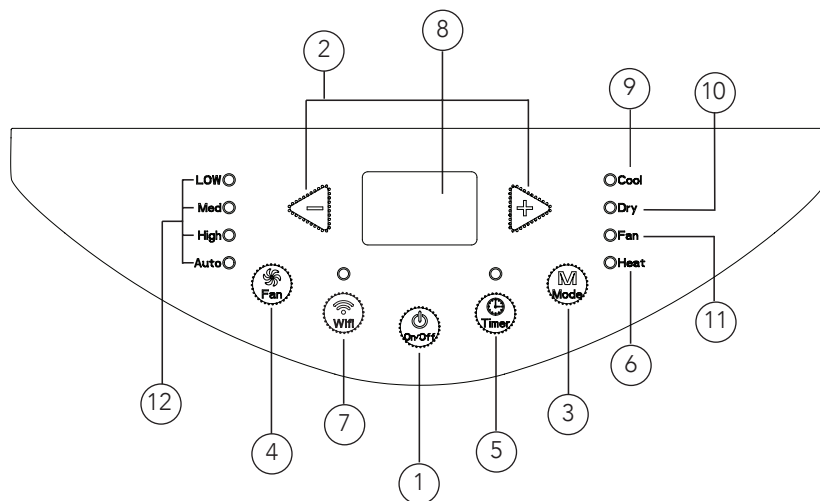 8
2
9
10
LOW
Med
High
Auto
−
+
Cool
Dry
Fan
Heat
Fan
Wifi
On/Off
Timer
M
Mode
12
4
7
1
5
3
6
11